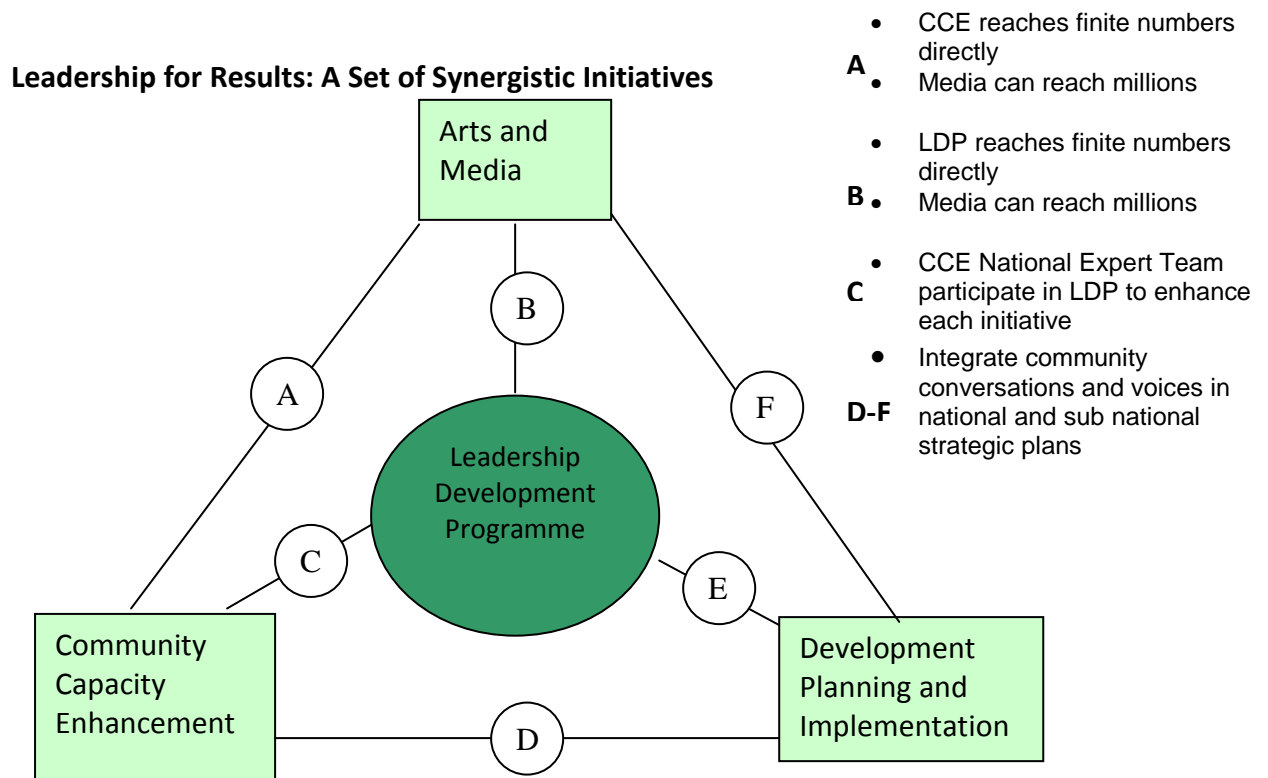 Leadership for Results: A Set of Synergistic Initiatives
Arts and
Media
B
A
F
Leadership
Development
Programme
C
E
Community
Capacity
Enhancement
Development
Planning and
Implementation
D
A
• CCE reaches finite numbers
directly
• Media can reach millions
B
• LDP reaches finite numbers
directly
• Media can reach millions
C
• CCE National Expert Team
participate in LDP to enhance
each initiative
D-F
• Integrate community
conversations and voices in
national and sub national
strategic plans